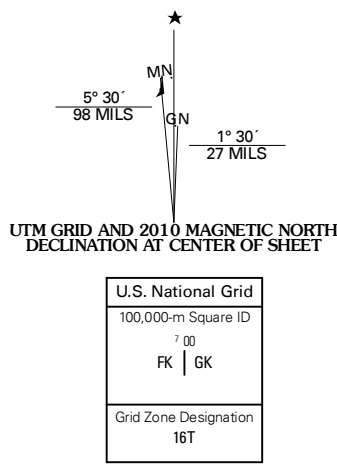 ★
MN
GN
5° 30´
98 MILS
1° 30´
27 MILS
UTM GRID AND 2010 MAGNETIC NORTH
DECLINATION AT CENTER OF SHEET
U.S. National Grid
100,000-m Square ID
7 00
FK | GK
Grid Zone Designation
16T